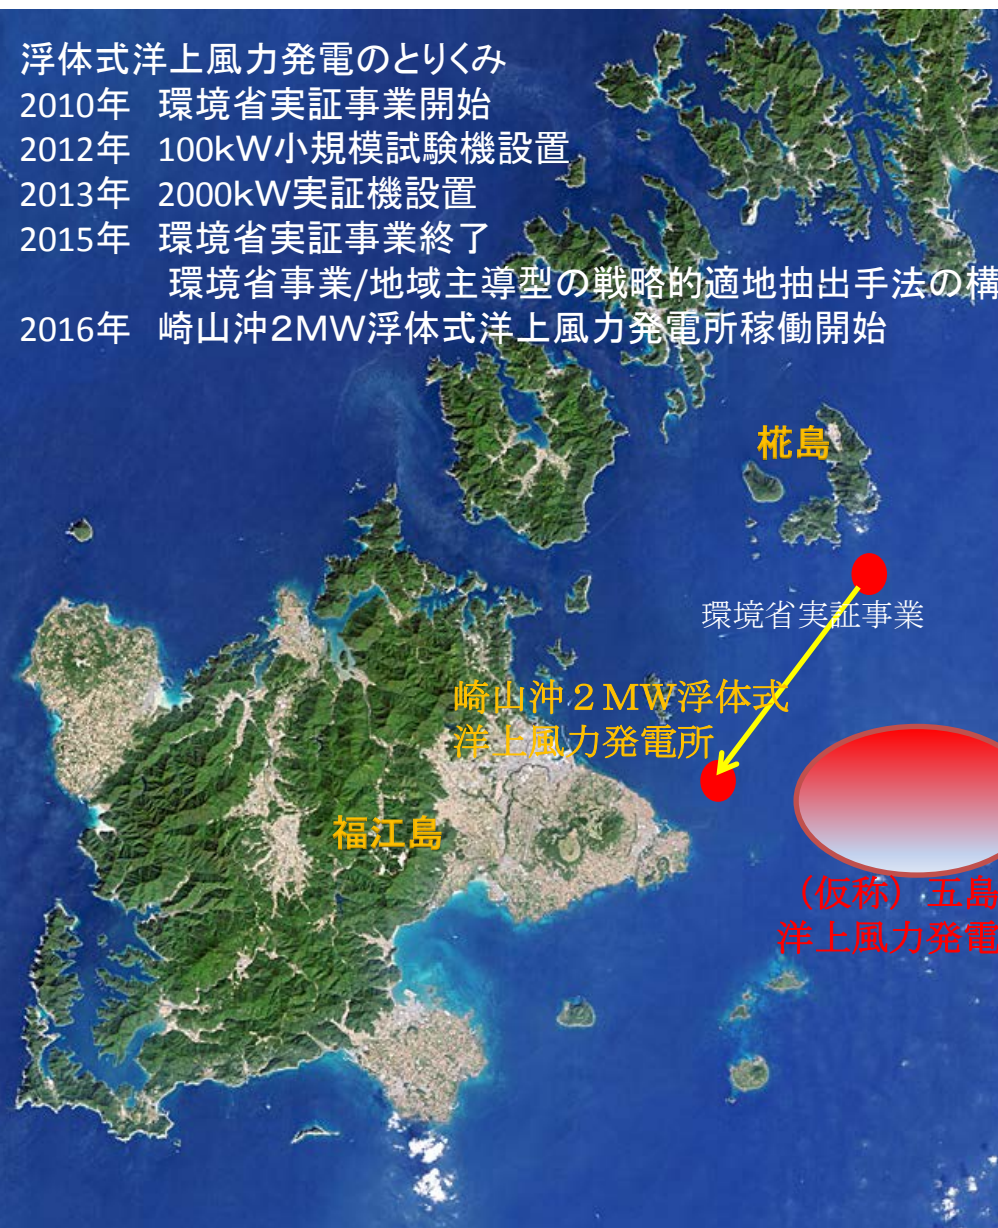 浮体式洋上風力発電のとりくみ
2010年 環境省実証事業開始
2012年 100kW小規模試験機設置
2013年 2000kW実証機設置
2015年 環境省実証事業終了
環境省事業/地域主導型の戦略的適地抽出手法の構
2016年 崎山沖２MW浮体式洋上風力発電所稼働開始
椛島
環境省実証事業
崎山沖２MW浮体式
洋上風力発電所
福江島
（仮称）五島
洋上風力発電